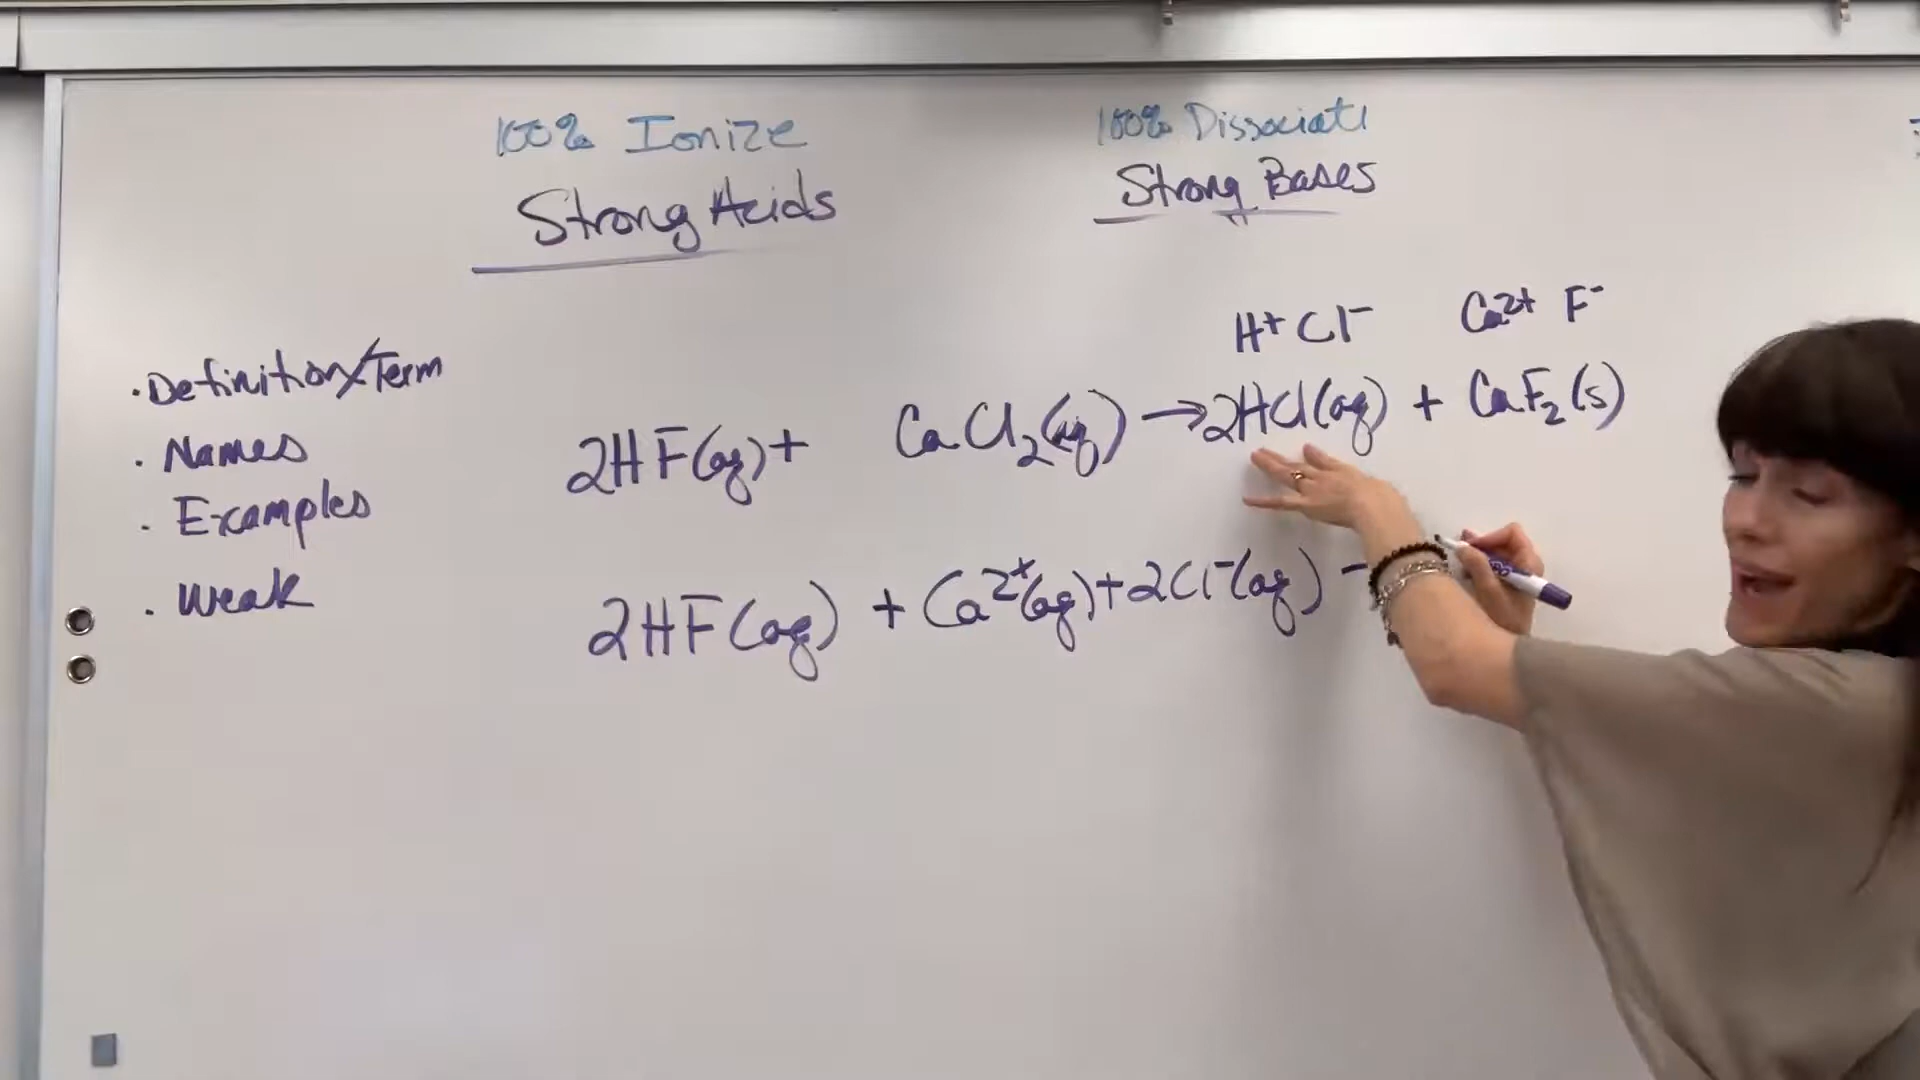 100% Ionize
Strong Acids
100% Dissociate
Strong Bases
· Definition/Term
· Names
· Examples
· Weak
H⁺ Cl⁻ Ca²⁺ F⁻
2HF(aq) + CaCl₂(aq) → 2HCl(aq) + CaF₂(s)
2HF(aq) + Ca²⁺(aq) + 2Cl⁻(aq) –